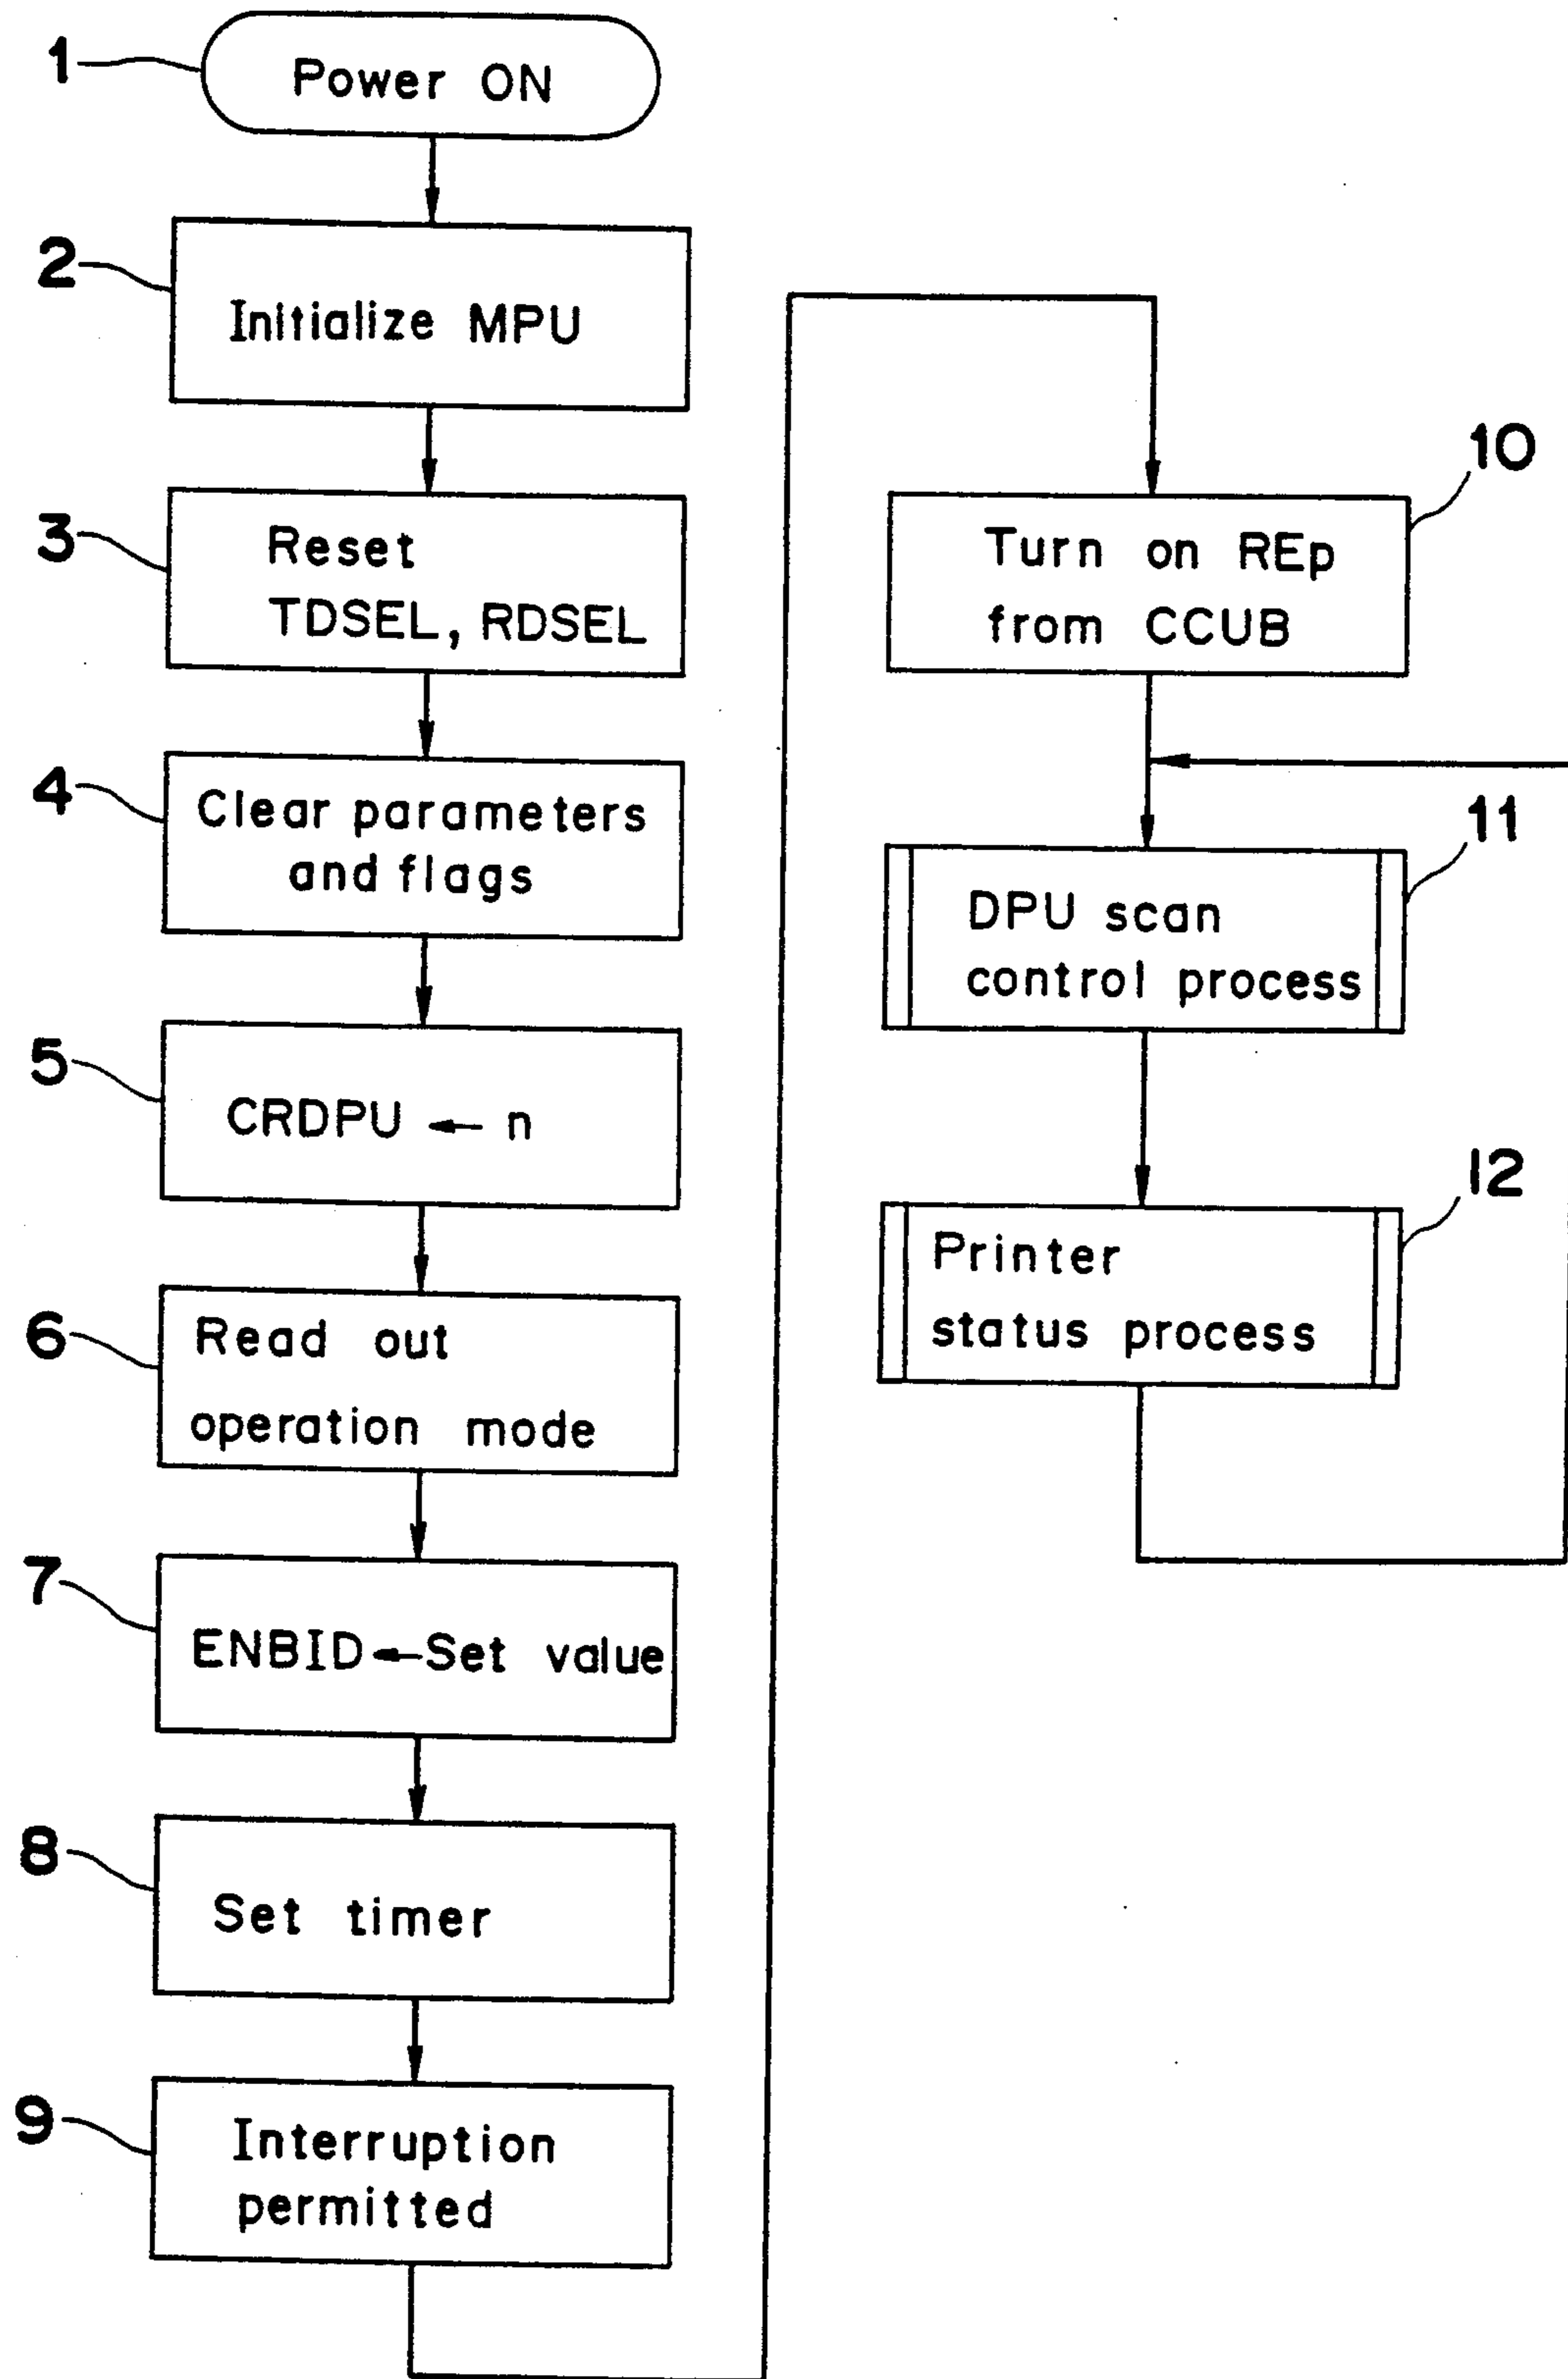 1
Power ON
2
Initialize MPU
3
Reset
TDSEL, RDSEL
4
Clear parameters
and flags
5
CRDPU ← n
6
Read out
operation mode
7
ENBID ← Set value
8
Set timer
9
Interruption
permitted
10
Turn on REp
from CCUB
11
DPU scan
control process
12
Printer
status process